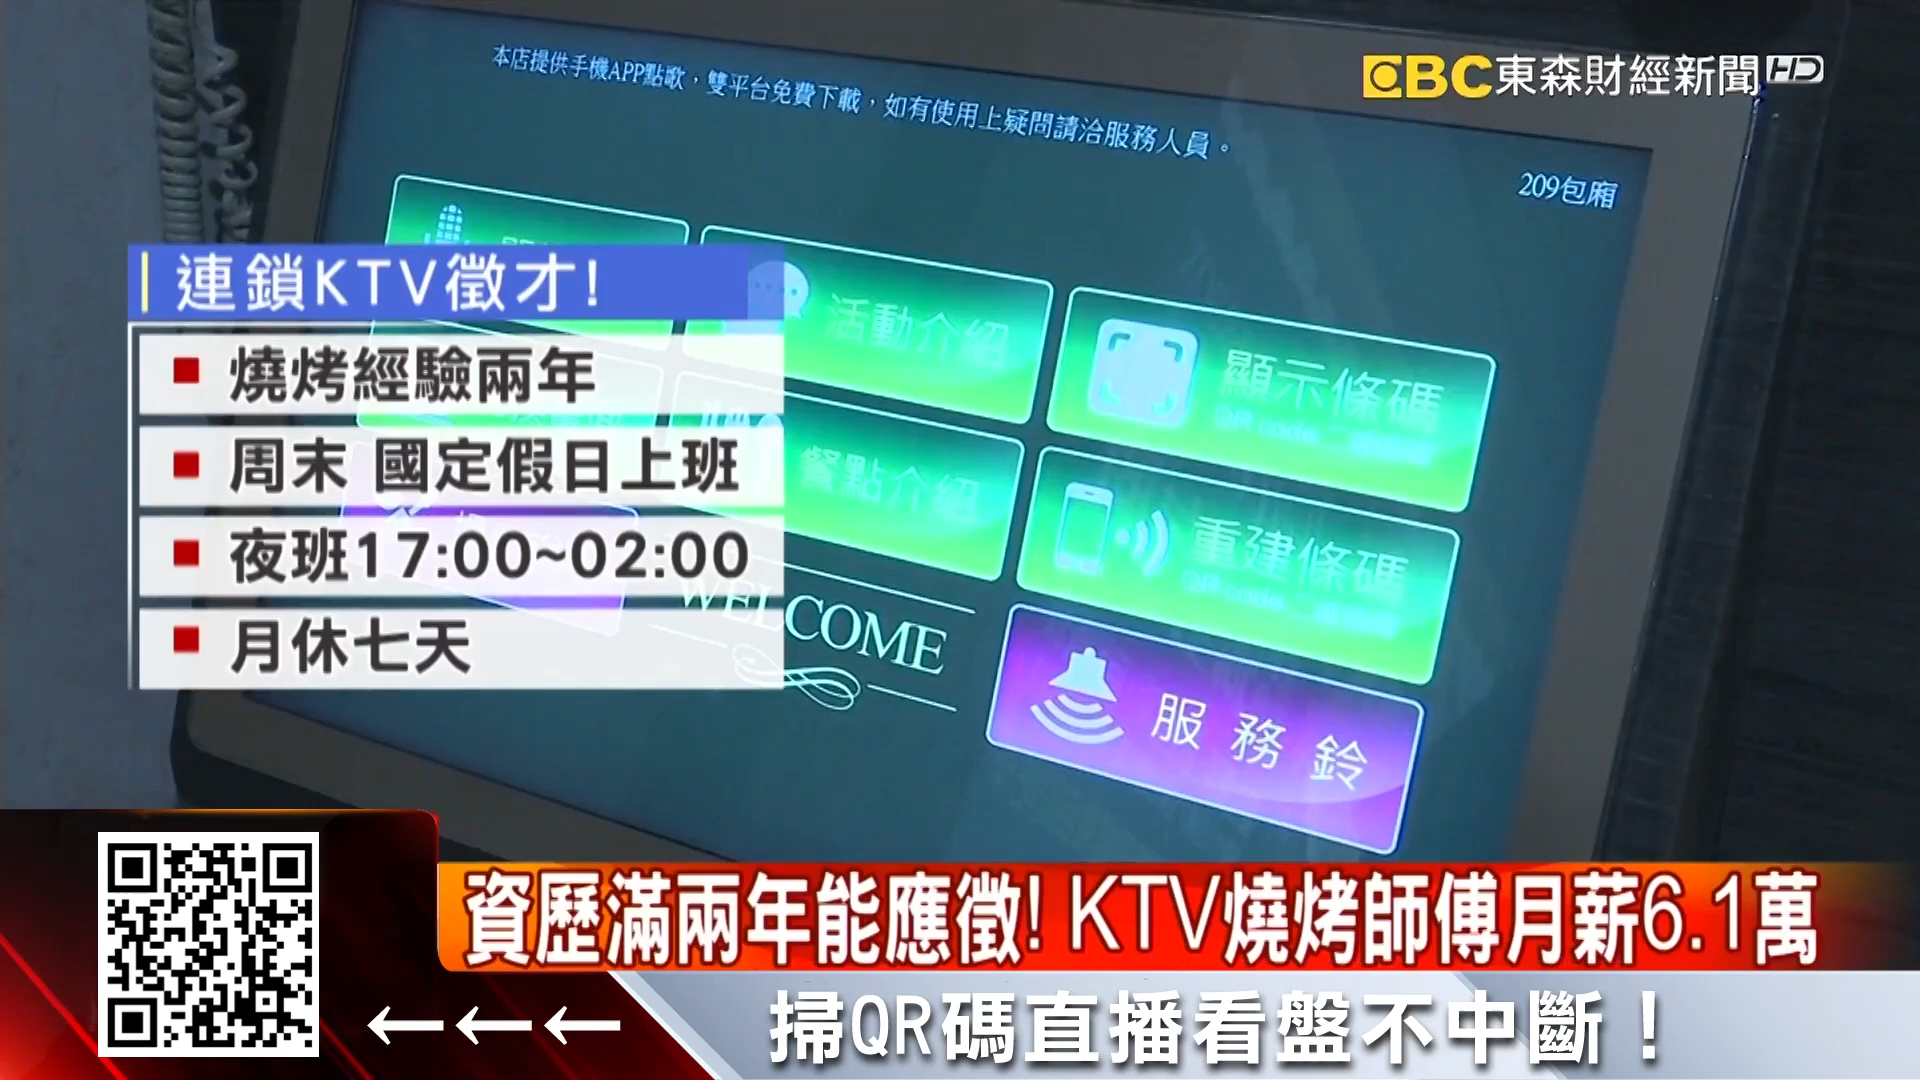 本店提供手機APP點歌，雙平台免費下載，如有使用上疑問請洽服務人員。
EBC東森財經新聞HD
209包廂
連鎖KTV徵才!
燒烤經驗兩年
周末 國定假日上班
夜班17:00~02:00
月休七天
活動介紹
顯示條碼
QR code
餐點介紹
重建條碼
QR code
WELCOME
服務鈴
資歷滿兩年能應徵! KTV燒烤師傅月薪6.1萬
←←← 掃QR碼直播看盤不中斷！